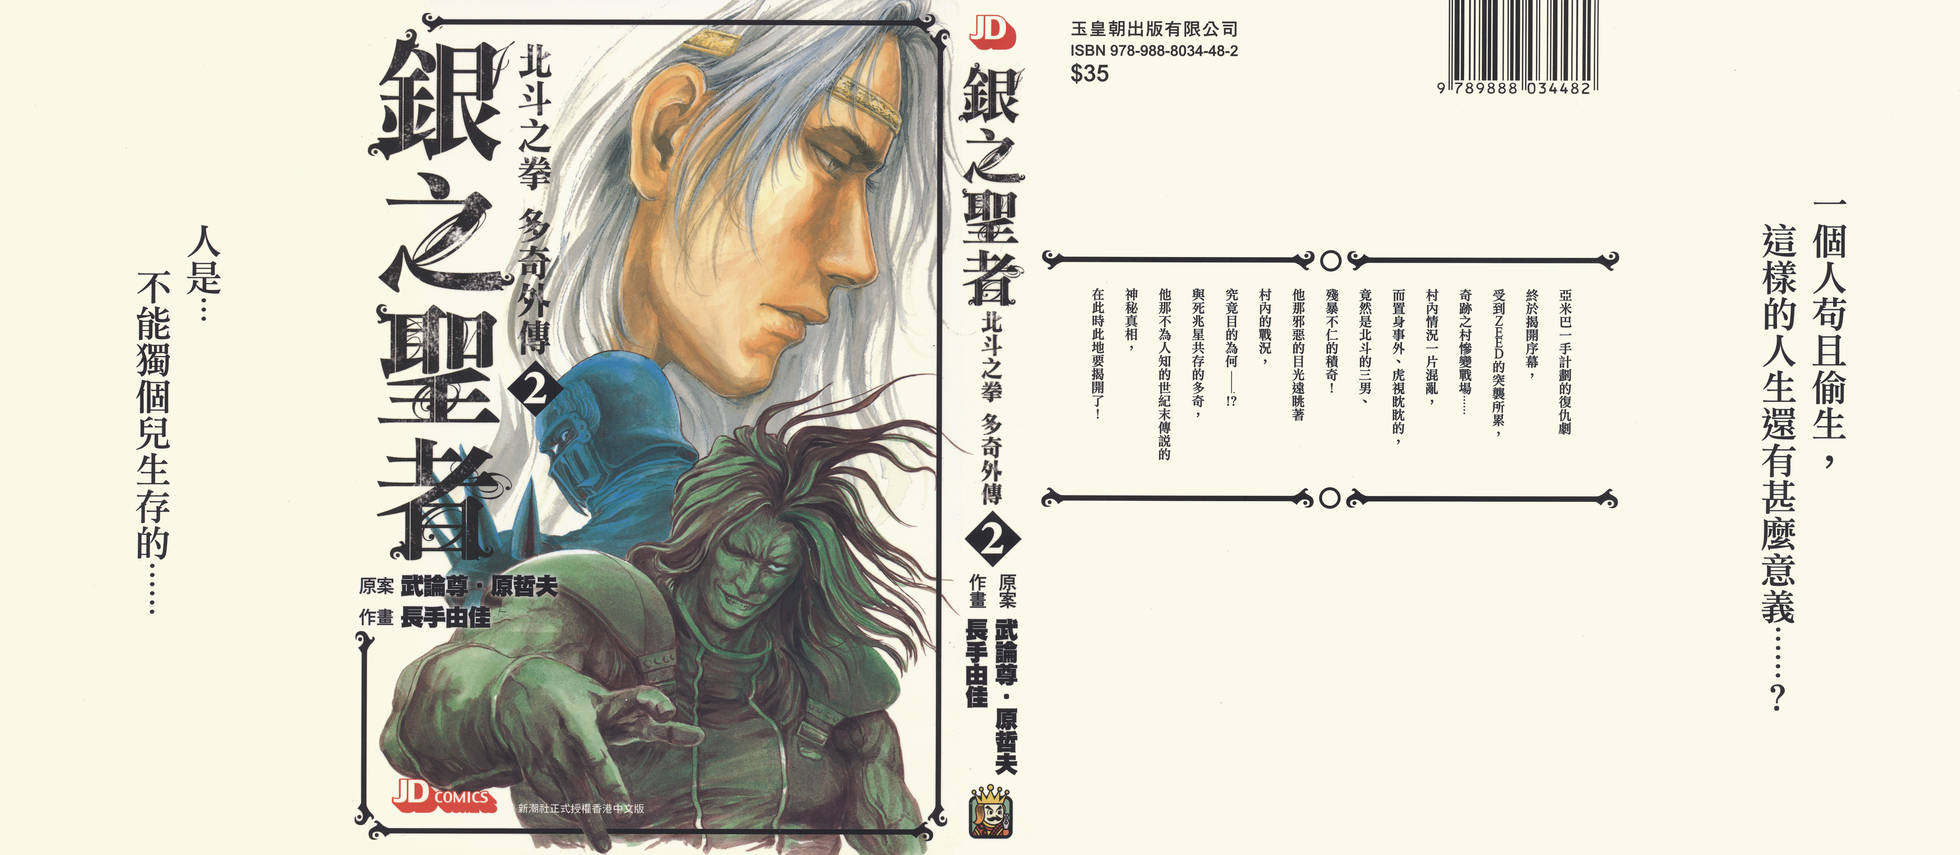 一個人苟且偷生，
這樣的人生還有甚麼意義……？
玉皇朝出版有限公司
ISBN 978-988-8034-48-2
$35
9 789888 034482
亞米巴一手計劃的復仇劇
終於揭開序幕，
受到ZEED的突襲所累，
奇跡之村慘變戰場……
村內情況一片混亂，
而置身事外、虎視眈眈的，
竟然是北斗的三男、
殘暴不仁的積奇！
他那邪惡的目光遠眺著
村內的戰況，
究竟目的為何——!?
與死兆星共存的多奇，
他那不為人知的世紀末傳說的
神秘真相，
在此時此地要揭開了！
JD
銀之聖者
北斗之拳 多奇外傳
2
原案 武論尊・原哲夫
作畫 長手由佳
北斗之拳 多奇外傳
2
銀之聖者
原案 武論尊・原哲夫
作畫 長手由佳
JD COMICS
新潮社正式授權香港中文版
人是…
不能獨個兒生存的……